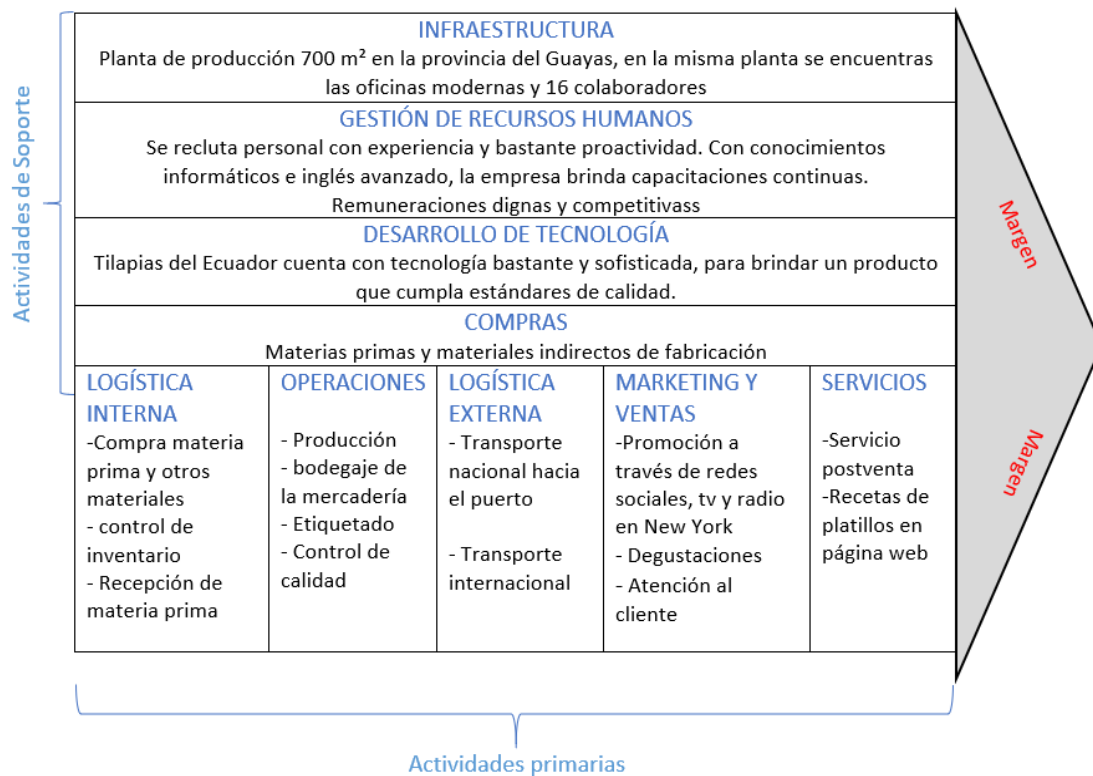 Actividades de Soporte
INFRAESTRUCTURA
Planta de producción 700 m² en la provincia del Guayas, en la misma planta se encuentras
las oficinas modernas y 16 colaboradores
GESTIÓN DE RECURSOS HUMANOS
Se recluta personal con experiencia y bastante proactividad. Con conocimientos
informáticos e inglés avanzado, la empresa brinda capacitaciones continuas.
Remuneraciones dignas y competitivass
DESARROLLO DE TECNOLOGÍA
Tilapias del Ecuador cuenta con tecnología bastante y sofisticada, para brindar un producto
que cumpla estándares de calidad.
COMPRAS
Materias primas y materiales indirectos de fabricación
LOGÍSTICA
INTERNA
-Compra materia
prima y otros
materiales
- control de
inventario
- Recepción de
materia prima
OPERACIONES
- Producción
- bodegaje de
la mercadería
- Etiquetado
- Control de
calidad
LOGÍSTICA
EXTERNA
- Transporte
nacional hacia
el puerto
- Transporte
internacional
MARKETING Y
VENTAS
-Promoción a
través de redes
sociales, tv y radio
en New York
- Degustaciones
- Atención al
cliente
SERVICIOS
-Servicio
postventa
-Recetas de
platillos en
página web
Margen
Margen
Actividades primarias